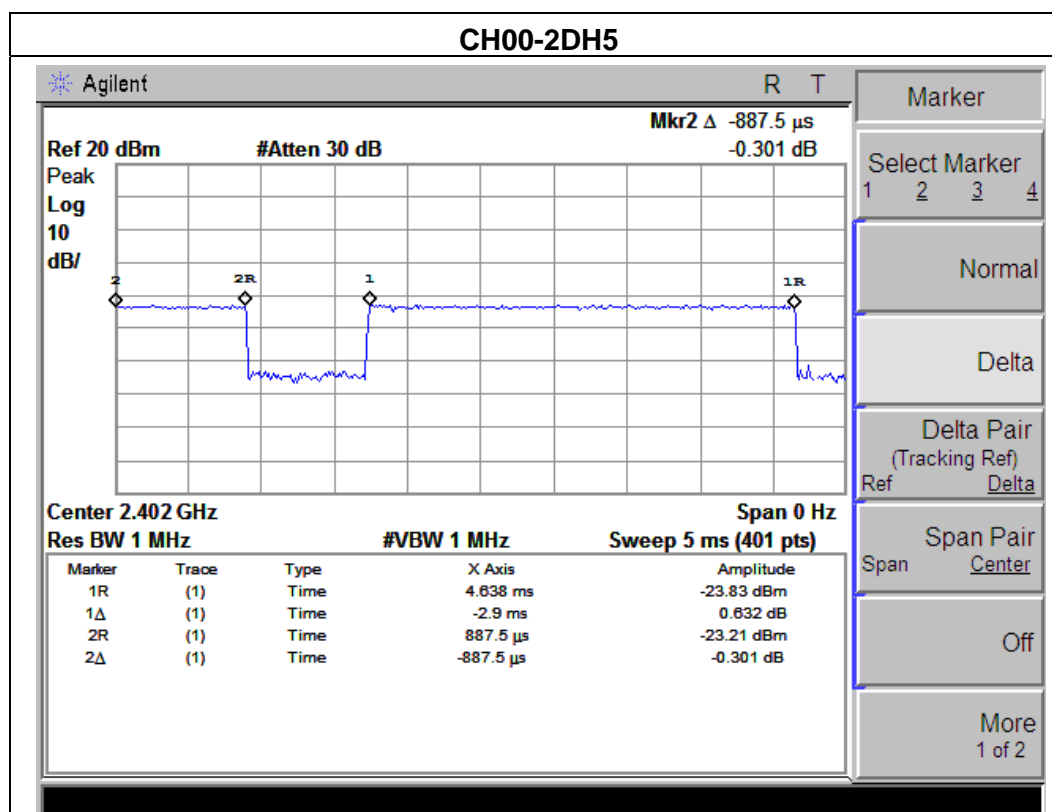 CH00-2DH5
Agilent R T
Mkr2 Δ -887.5 μs
Ref 20 dBm #Atten 30 dB -0.301 dB
Peak
Log
10
dB/
2 2R 1 1R
Center 2.402 GHz Span 0 Hz
Res BW 1 MHz #VBW 1 MHz Sweep 5 ms (401 pts)
Marker Trace Type X Axis Amplitude
1R (1) Time 4.638 ms -23.83 dBm
1Δ (1) Time -2.9 ms 0.632 dB
2R (1) Time 887.5 μs -23.21 dBm
2Δ (1) Time -887.5 μs -0.301 dB
Marker
Select Marker
1 2 3 4
Normal
Delta
Delta Pair
(Tracking Ref)
Ref Delta
Span Pair
Span Center
Off
More
1 of 2